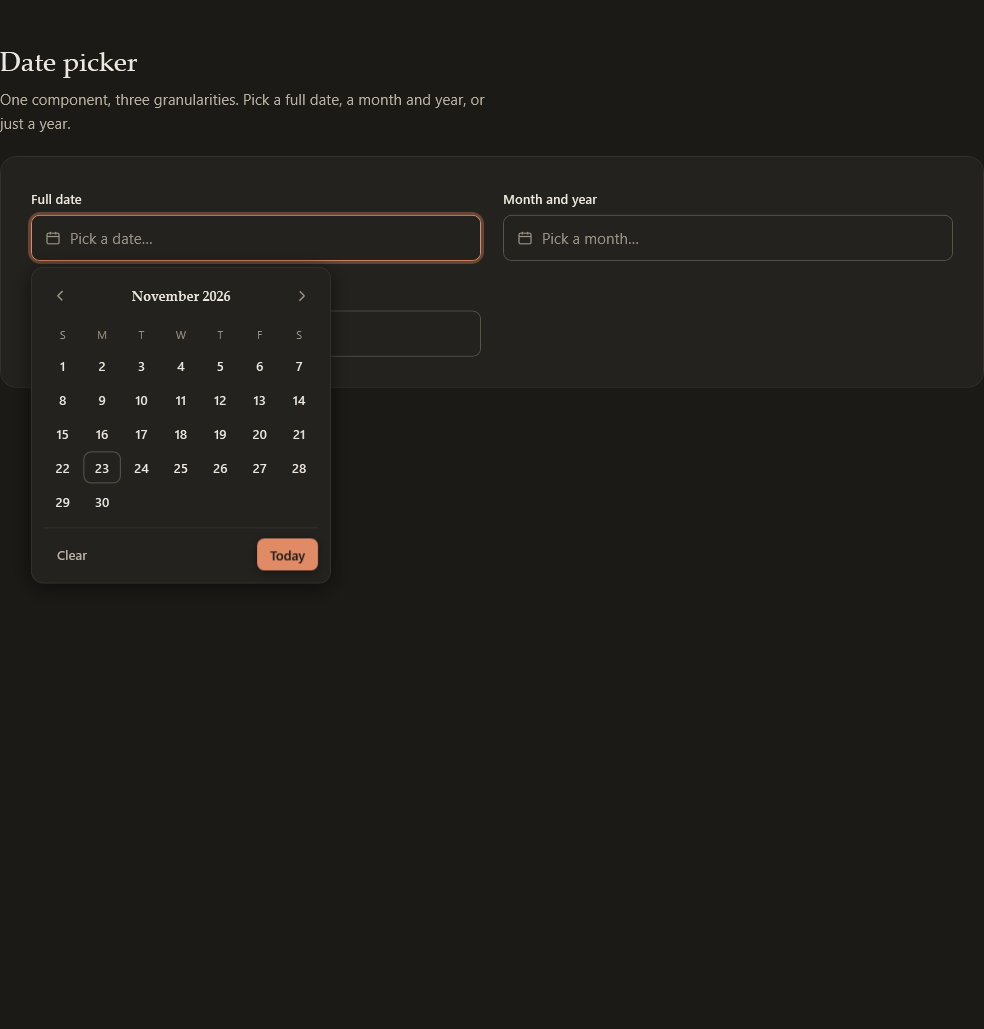 Date picker
One component, three granularities. Pick a full date, a month and year, or
just a year.
Full date
Month and year
Pick a date...
Pick a month...
November 2026
S M T W T F S
1 2 3 4 5 6 7
8 9 10 11 12 13 14
15 16 17 18 19 20 21
22 23 24 25 26 27 28
29 30
Clear
Today